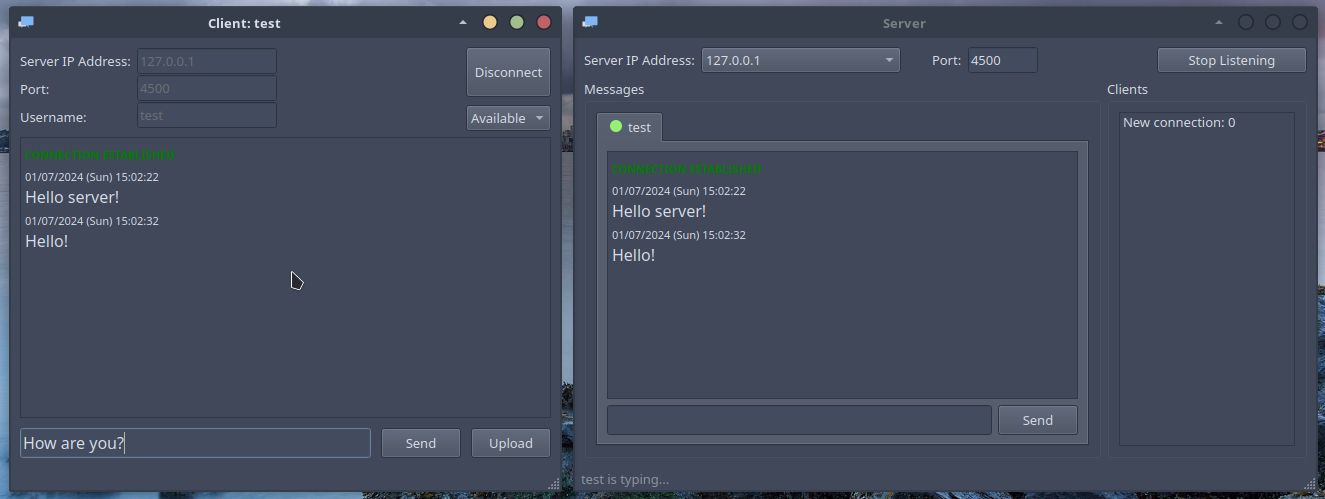 Client: test
Server IP Address: 127.0.0.1
Disconnect
Port: 4500
Username: test
Available
CONNECTION ESTABLISHED
01/07/2024 (Sun) 15:02:22
Hello server!
01/07/2024 (Sun) 15:02:32
Hello!
How are you?
Send
Upload
Server
Server IP Address: 127.0.0.1
Port: 4500
Stop Listening
Messages
Clients
test
New connection: 0
CONNECTION ESTABLISHED
01/07/2024 (Sun) 15:02:22
Hello server!
01/07/2024 (Sun) 15:02:32
Hello!
Send
test is typing...